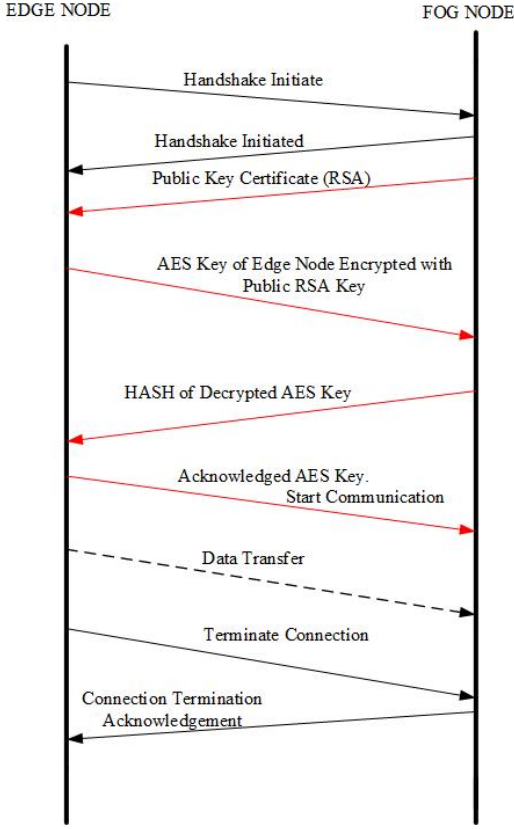 EDGE NODE
FOG NODE
Handshake Initiate
Handshake Initiated
Public Key Certificate (RSA)
AES Key of Edge Node Encrypted with
Public RSA Key
HASH of Decrypted AES Key
Acknowledged AES Key.
Start Communication
Data Transfer
Terminate Connection
Connection Termination
Acknowledgement